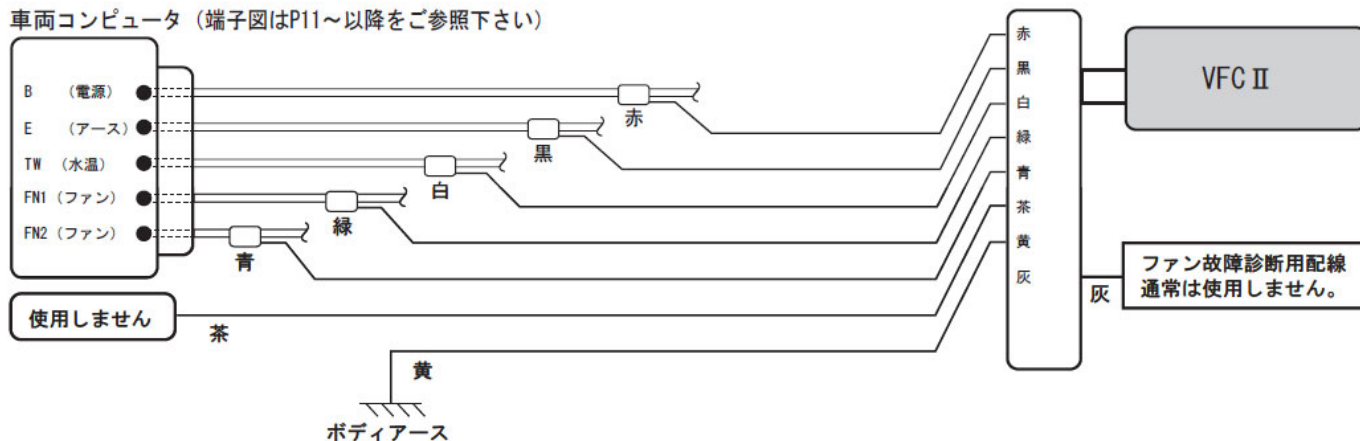 車両コンピュータ（端子図はP11～以降をご参照下さい）
B （電源）
E （アース）
TW （水温）
FN1（ファン）
FN2（ファン）
赤
黒
白
緑
青
使用しません
茶
黄
ボディアース
赤
黒
白
緑
青
茶
黄
灰
VFCⅡ
灰
ファン故障診断用配線
通常は使用しません。